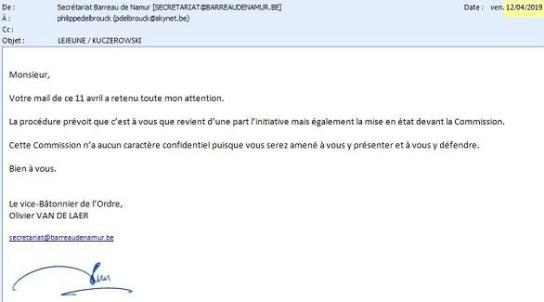 De : Secrétariat Barreau de Namur [SECRETARIAT@BARREAUDENAMUR.BE] Date : ven. 12/04/2019
À : philippedelbrouck (pdelbrouck@skynet.be)
Cc :
Objet : LEJEUNE / KUCZEROWSKI
Monsieur,
Votre mail de ce 11 avril a retenu toute mon attention.
La procédure prévoit que c'est à vous que revient d'une part l'initiative mais également la mise en état devant la Commission.
Cette Commission n'a aucun caractère confidentiel puisque vous serez amené à vous y présenter et à vous y défendre.
Bien à vous.
Le vice-Bâtonnier de l'Ordre,
Olivier VAN DE LAER
secretariat@barreaudenamur.be